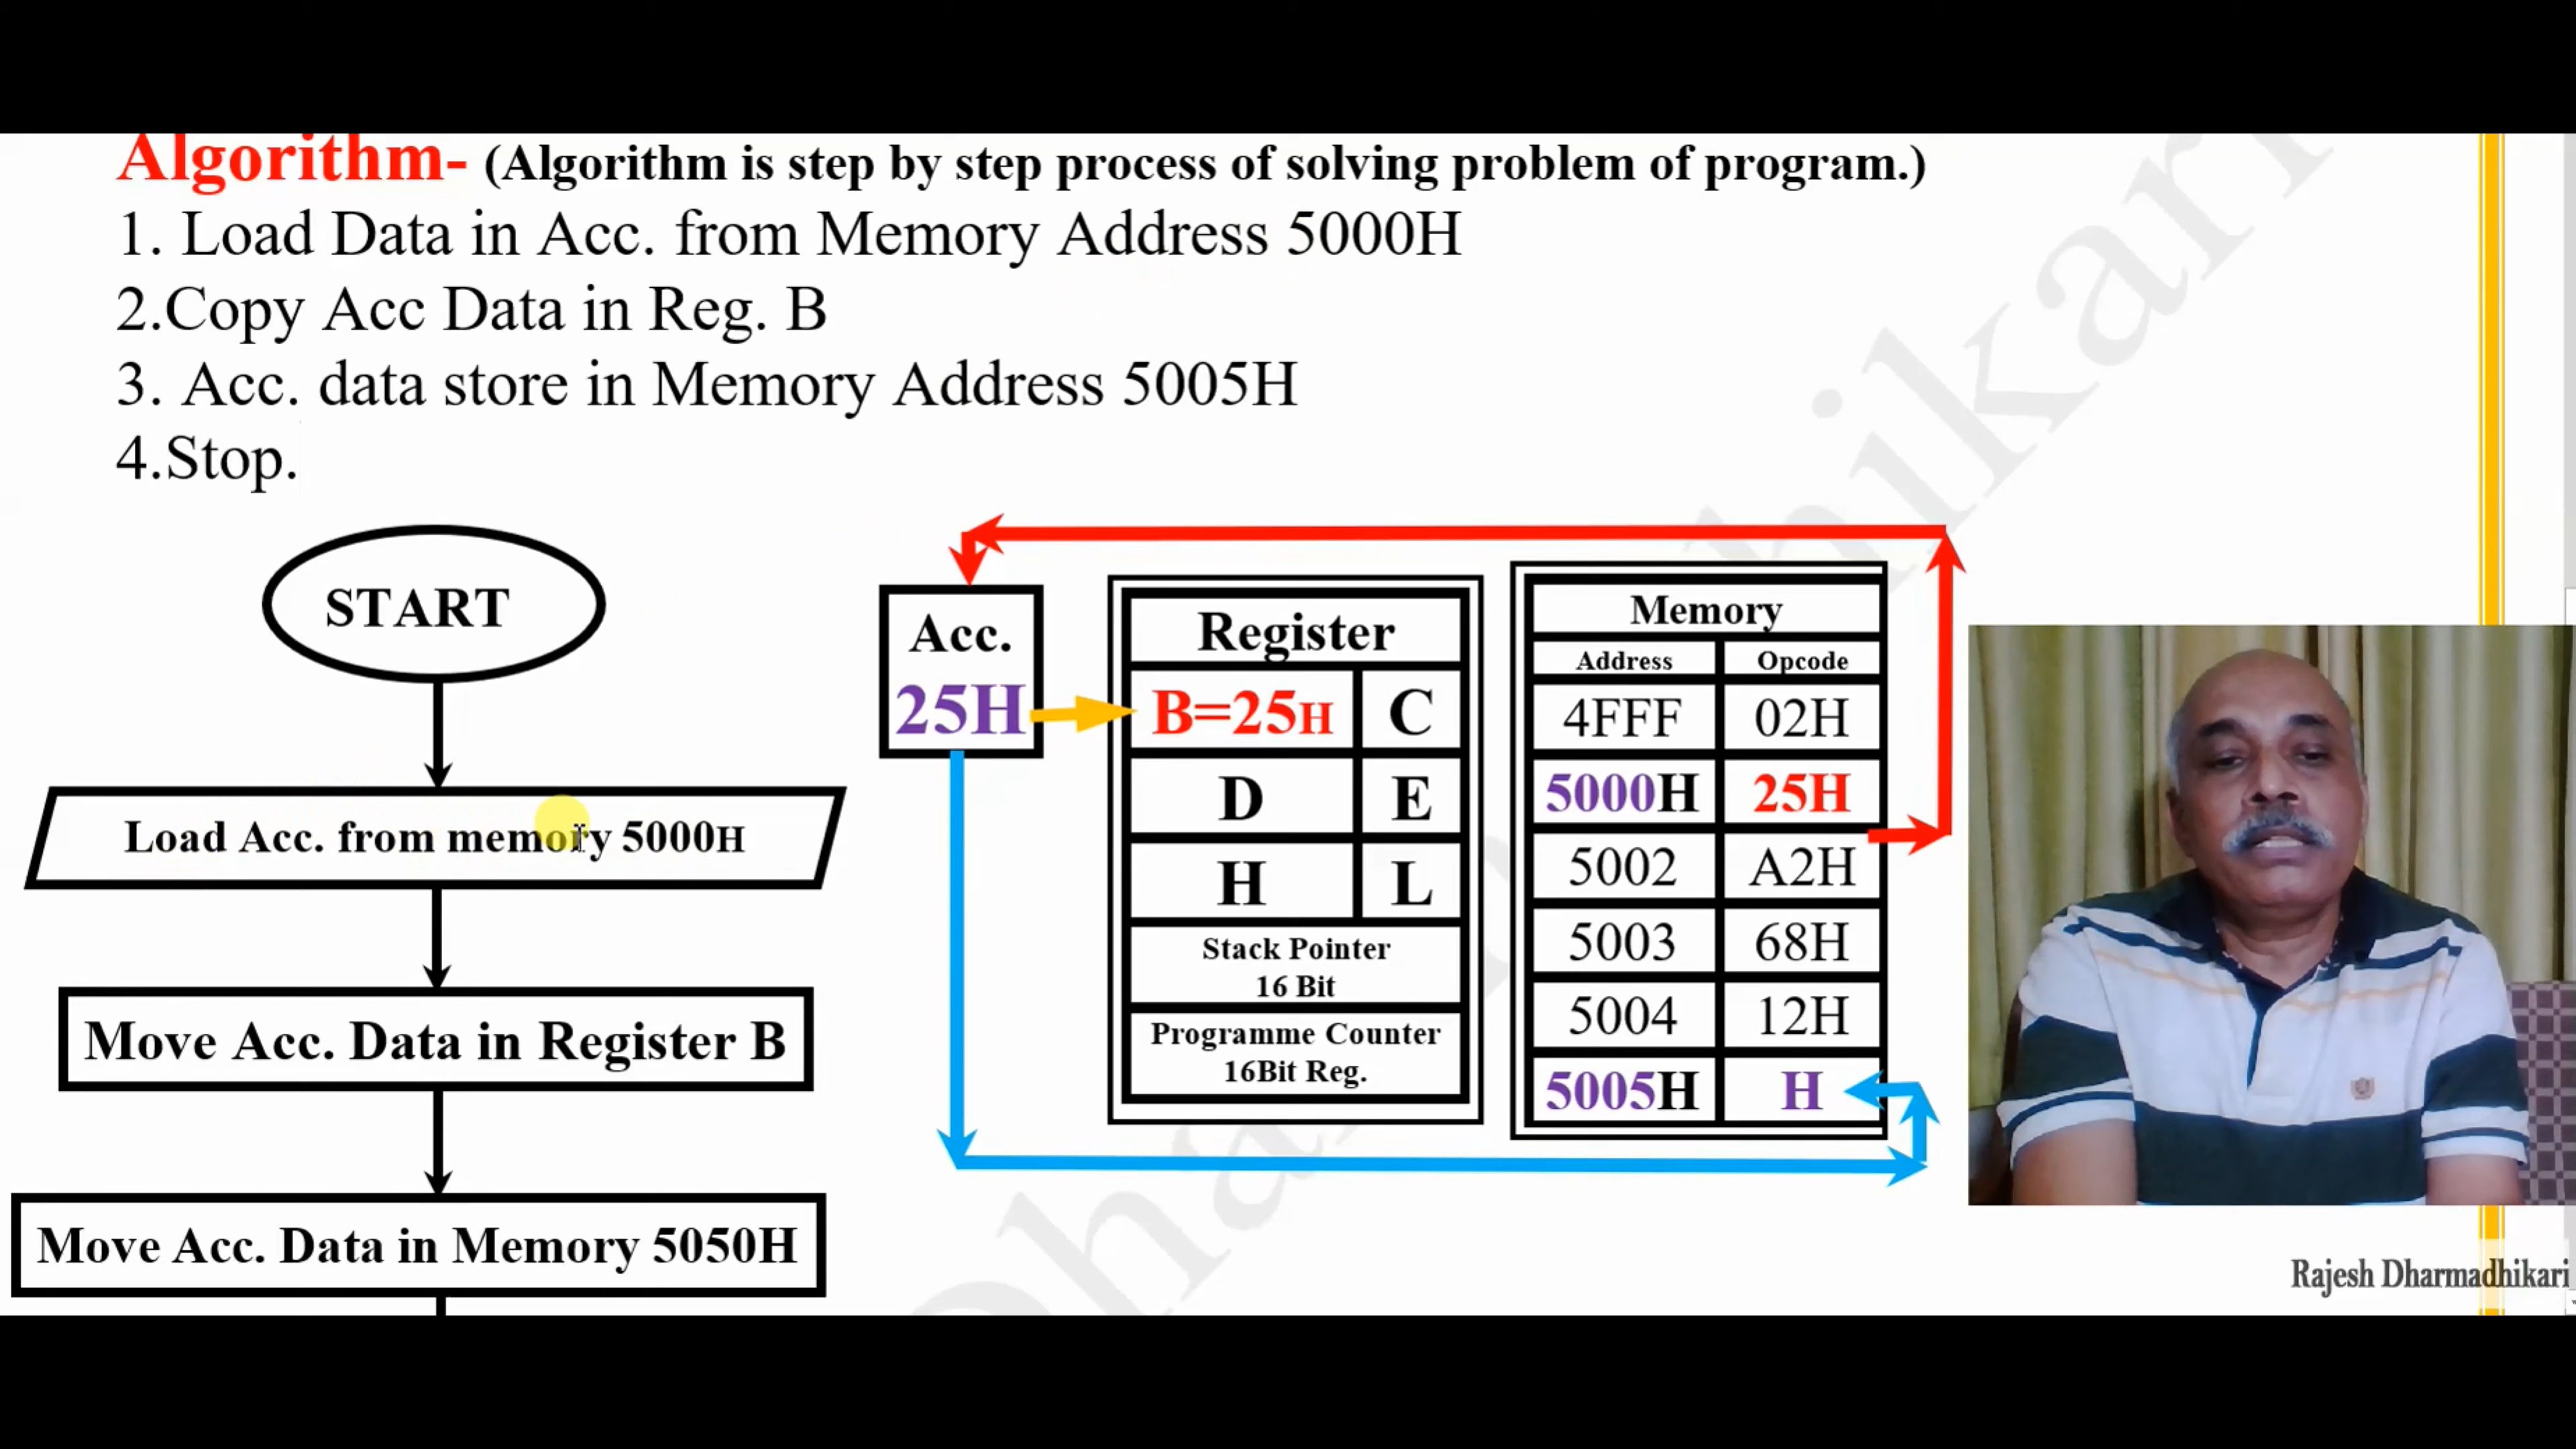 Algorithm- (Algorithm is step by step process of solving problem of program.)
1. Load Data in Acc. from Memory Address 5000H
2.Copy Acc Data in Reg. B
3. Acc. data store in Memory Address 5005H
4.Stop.
START
Load Acc. from memory 5000H
Move Acc. Data in Register B
Move Acc. Data in Memory 5050H
Acc.
25H
Register
B=25H C
D E
H L
Stack Pointer
16 Bit
Programme Counter
16Bit Reg.
Memory
Address Opcode
4FFF 02H
5000H 25H
5002 A2H
5003 68H
5004 12H
5005H H
Rajesh Dharmadhikari